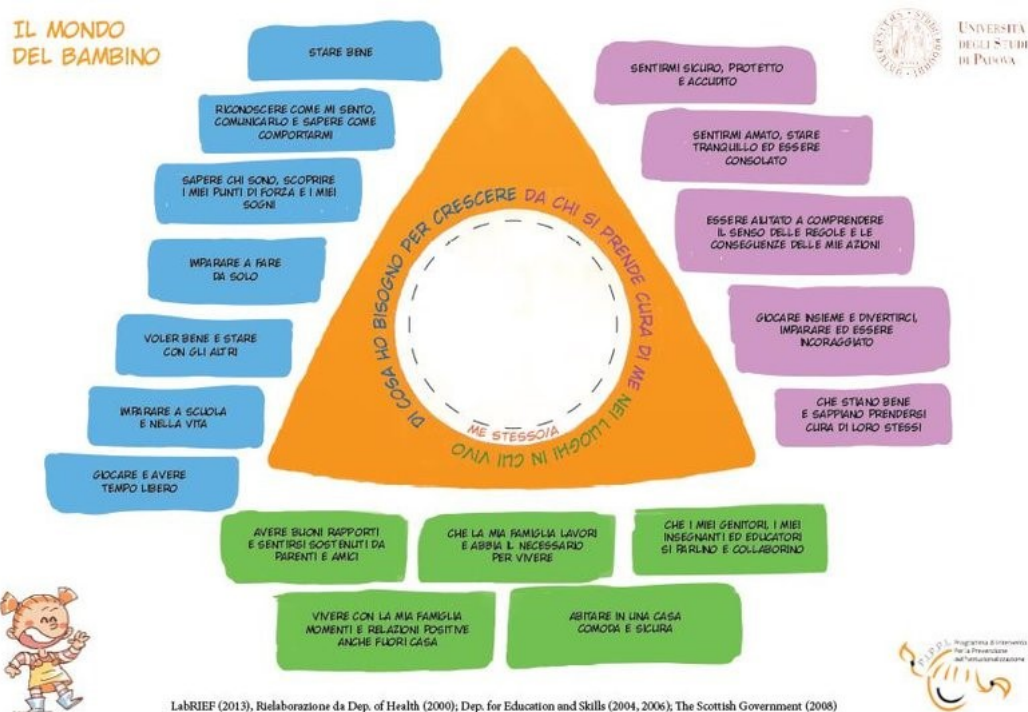 IL MONDO
DEL BAMBINO
UNIVERSITÀ
DEGLI STUDI
DI PADOVA
STARE BENE
RICONOSCERE COME MI SENTO,
COMUNICARLO E SAPERE COME
COMPORTARMI
SAPERE CHI SONO, SCOPRIRE
I MIEI PUNTI DI FORZA E I MIEI
SOGNI
IMPARARE A FARE
DA SOLO
VOLER BENE E STARE
CON GLI ALTRI
IMPARARE A SCUOLA
E NELLA VITA
GIOCARE E AVERE
TEMPO LIBERO
DI COSA HO BISOGNO PER CRESCERE
DA CHI SI PRENDE CURA DI ME
NEI LUOGHI IN CUI VIVO
ME STESSO/A
SENTIRMI SICURO, PROTETTO
E ACCUDITO
SENTIRMI AMATO, STARE
TRANQUILLO ED ESSERE
CONSOLATO
ESSERE AIUTATO A COMPRENDERE
IL SENSO DELLE REGOLE E LE
CONSEGUENZE DELLE MIE AZIONI
GIOCARE INSIEME E DIVERTIRCI,
IMPARARE ED ESSERE
INCORAGGIATO
CHE STIANO BENE
E SAPPIANO PRENDERSI
CURA DI LORO STESSI
AVERE BUONI RAPPORTI
E SENTIRSI SOSTENUTI DA
PARENTI E AMICI
CHE LA MIA FAMIGLIA LAVORI
E ABBIA IL NECESSARIO
PER VIVERE
CHE I MIEI GENITORI, I MIEI
INSEGNANTI ED EDUCATORI
SI PARLINO E COLLABORINO
VIVERE CON LA MIA FAMIGLIA
MOMENTI E RELAZIONI POSITIVE
ANCHE FUORI CASA
ABITARE IN UNA CASA
COMODA E SICURA
P.I.P.P.I.
Programma di Intervento
Per la Prevenzione
dell'Istituzionalizzazione
LabRIEF (2013), Rielaborazione da Dep. of Health (2000); Dep. for Education and Skills (2004, 2006); The Scottish Government (2008)